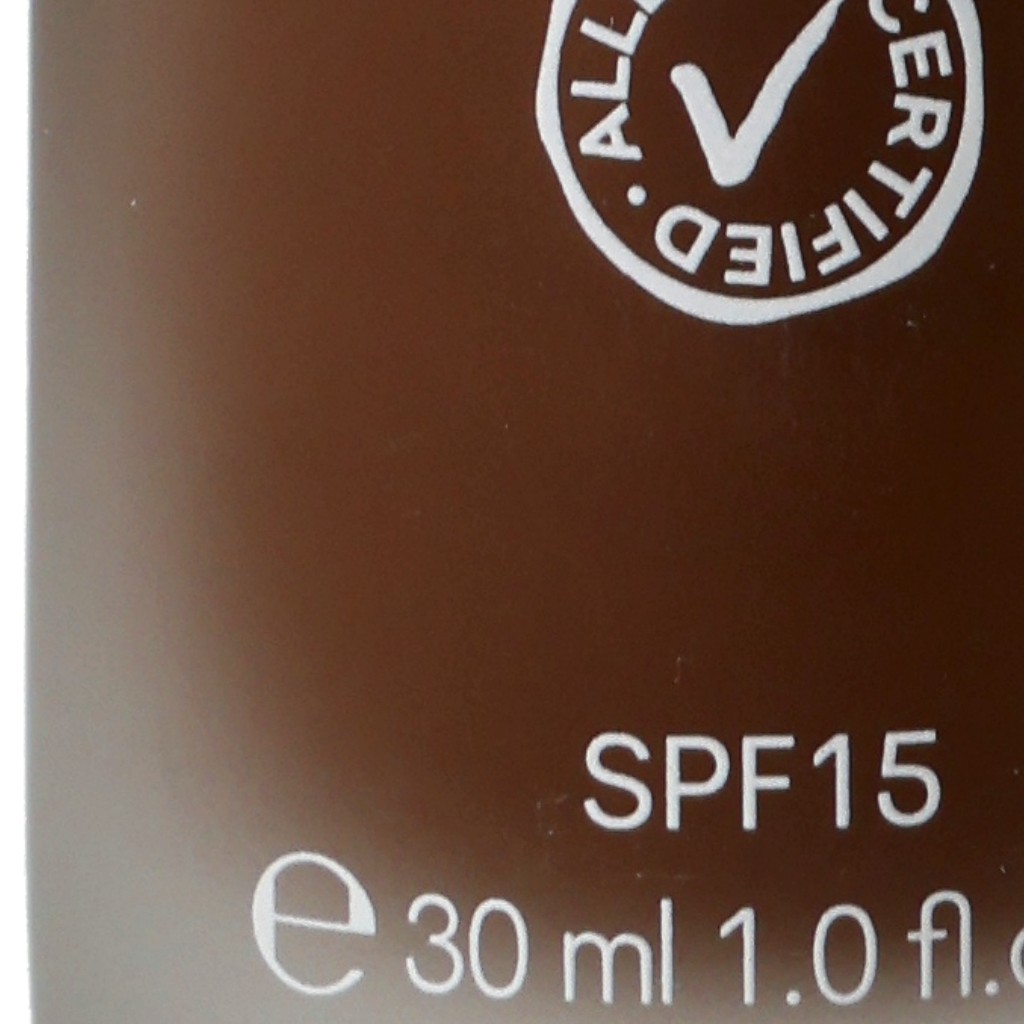 CERTIFIED
SPF15
℮ 30 ml 1.0 fl.